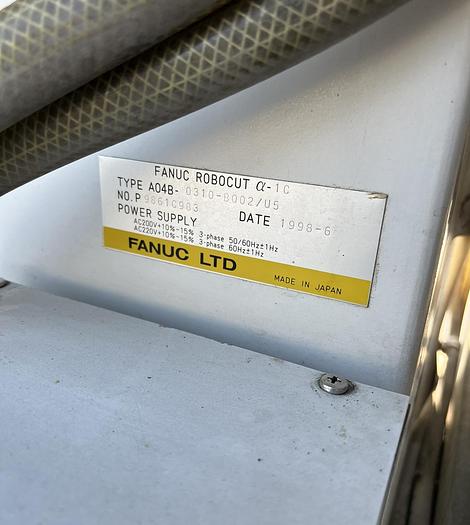 FANUC ROBOCUT α-1C
TYPE A04B-0310-B002/U5
NO.P 9861C983
POWER SUPPLY DATE 1998-6
AC200V+10%-15% 3-phase 50/60Hz±1Hz
AC220V+10%-15% 3-phase 60Hz±1Hz
FANUC LTD
MADE IN JAPAN